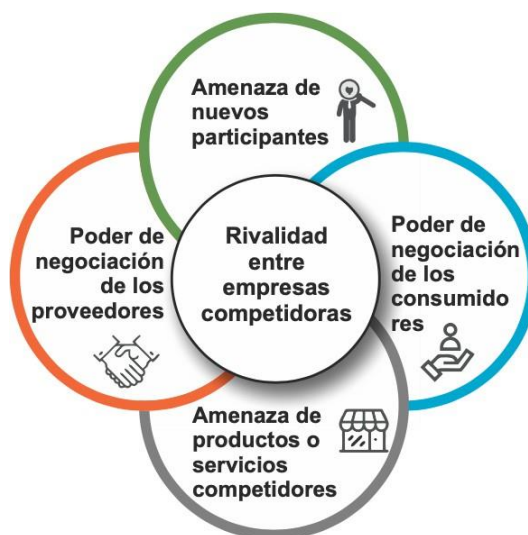 Amenaza de
nuevos
participantes
Poder de
negociación
de los
proveedores
Rivalidad
entre
empresas
competidoras
Poder de
negociación
de los
consumido
res
Amenaza de
productos o
servicios
competidores